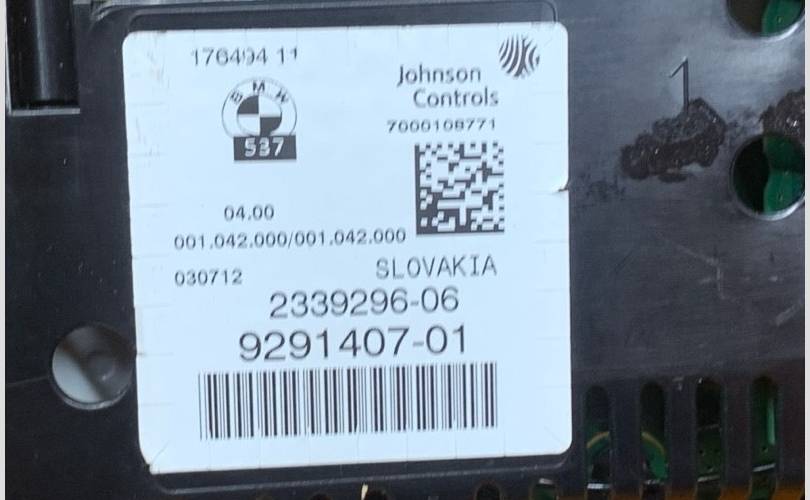 176494 11
BMW
537
Johnson
Controls
7000108771
04.00
001.042.000/001.042.000
030712
SLOVAKIA
2339296-06
9291407-01
1